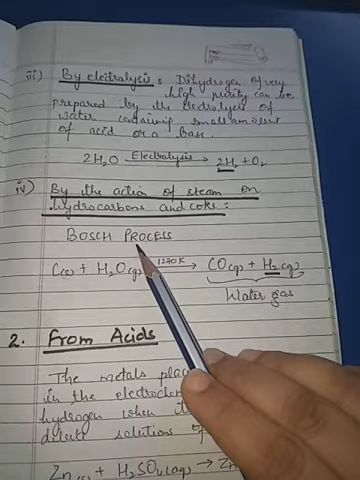 iii) By electrolysis : Dihydrogen of very
high purity can be
prepared by the electrolysis of
water containing small amount
of acid or a base.
2H₂O Electrolysis → 2H₂ + O₂
iv) By the action of steam on
hydrocarbons and coke :
BOSCH PROCESS
C(s) + H₂O(g) 1270K → CO(g) + H₂(g)
Water gas
2. From Acids
The metals
in the
hydrogen when
dilute solutions of
Zn(s) + H₂SO₄(aq) →